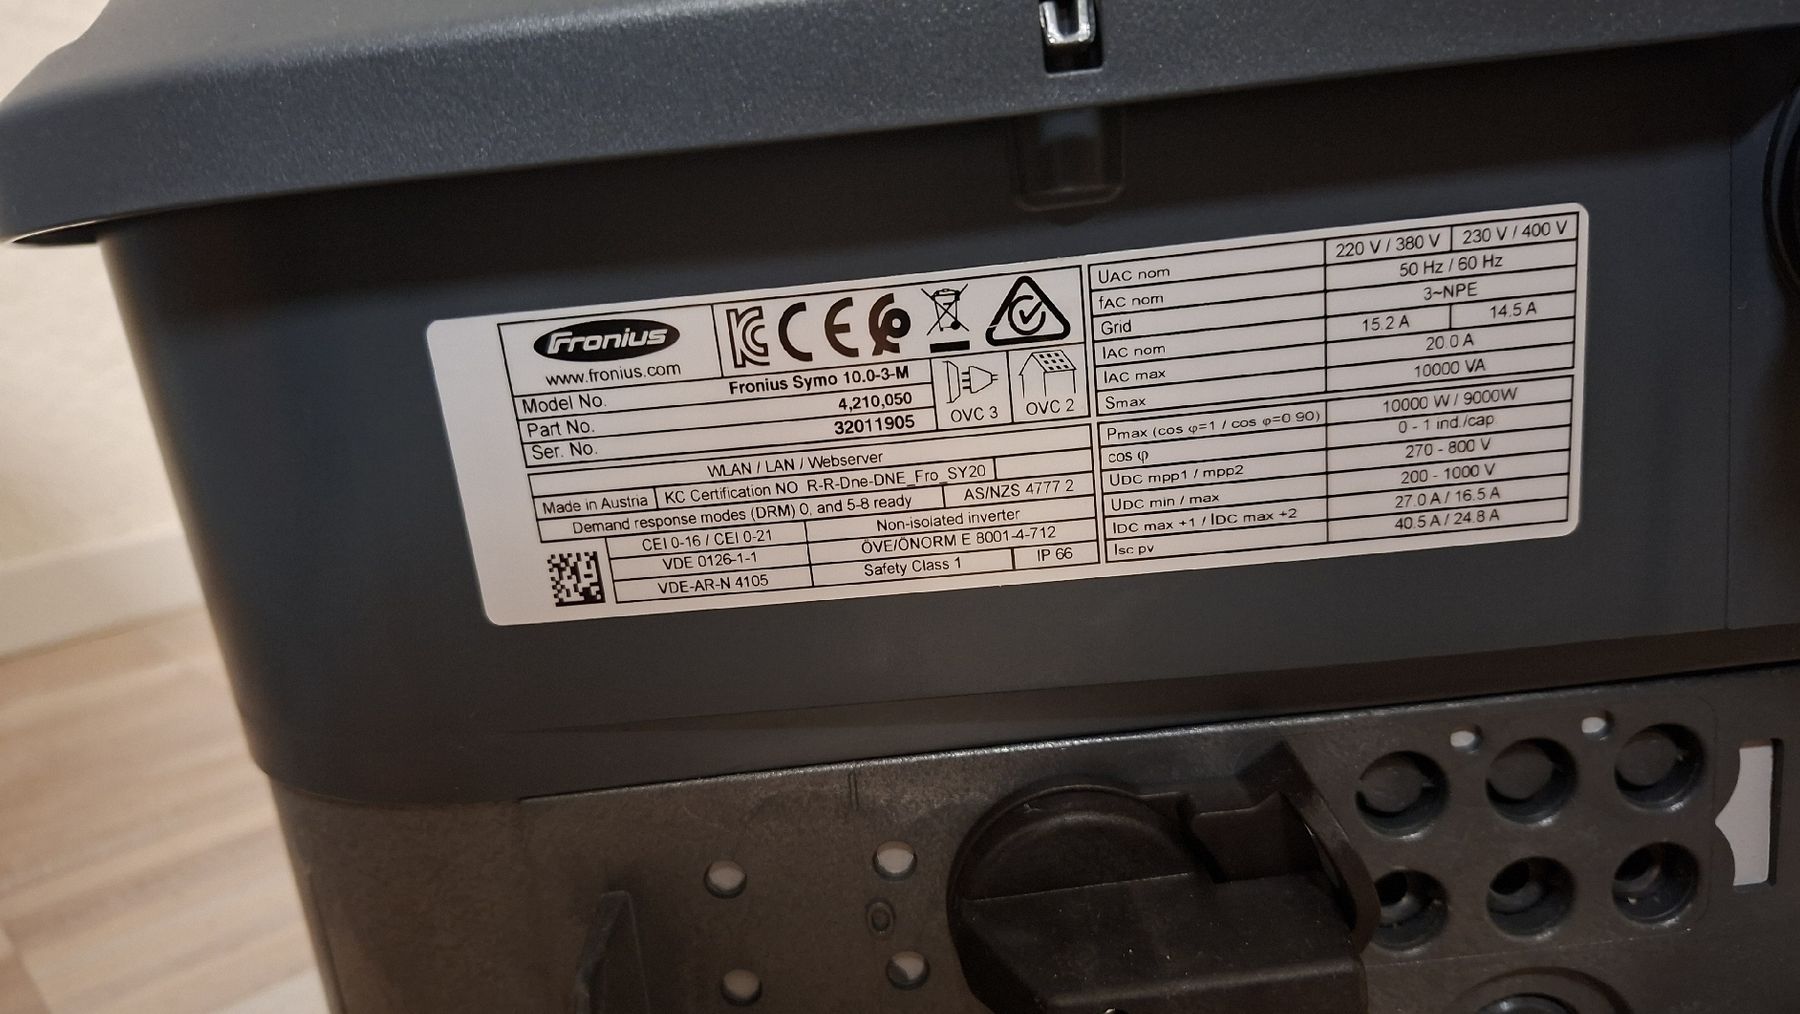 Fronius
www.fronius.com
Model No. Fronius Symo 10.0-3-M
Part No. 4,210,050
Ser. No. 32011905
OVC 3 OVC 2
WLAN / LAN / Webserver
Made in Austria KC Certification NO R-R-Dne-DNE_Fro_SY20
Demand response modes (DRM) 0, and 5-8 ready AS/NZS 4777 2
CEI 0-16 / CEI 0-21 Non-isolated inverter
VDE 0126-1-1 ÖVE/ÖNORM E 8001-4-712
VDE-AR-N 4105 Safety Class 1 IP 66
UAC nom 220 V / 380 V 230 V / 400 V
fAC nom 50 Hz / 60 Hz
Grid 3~NPE
IAC nom 15.2 A 14.5 A
IAC max 20.0 A
Smax 10000 VA
Pmax (cos φ=1 / cos φ=0 90) 10000 W / 9000W
cos φ 0 - 1 ind./cap
UDC mpp1 / mpp2 270 - 800 V
UDC min / max 200 - 1000 V
IDC max +1 / IDC max +2 27.0 A / 16.5 A
Isc pv 40.5 A / 24.8 A